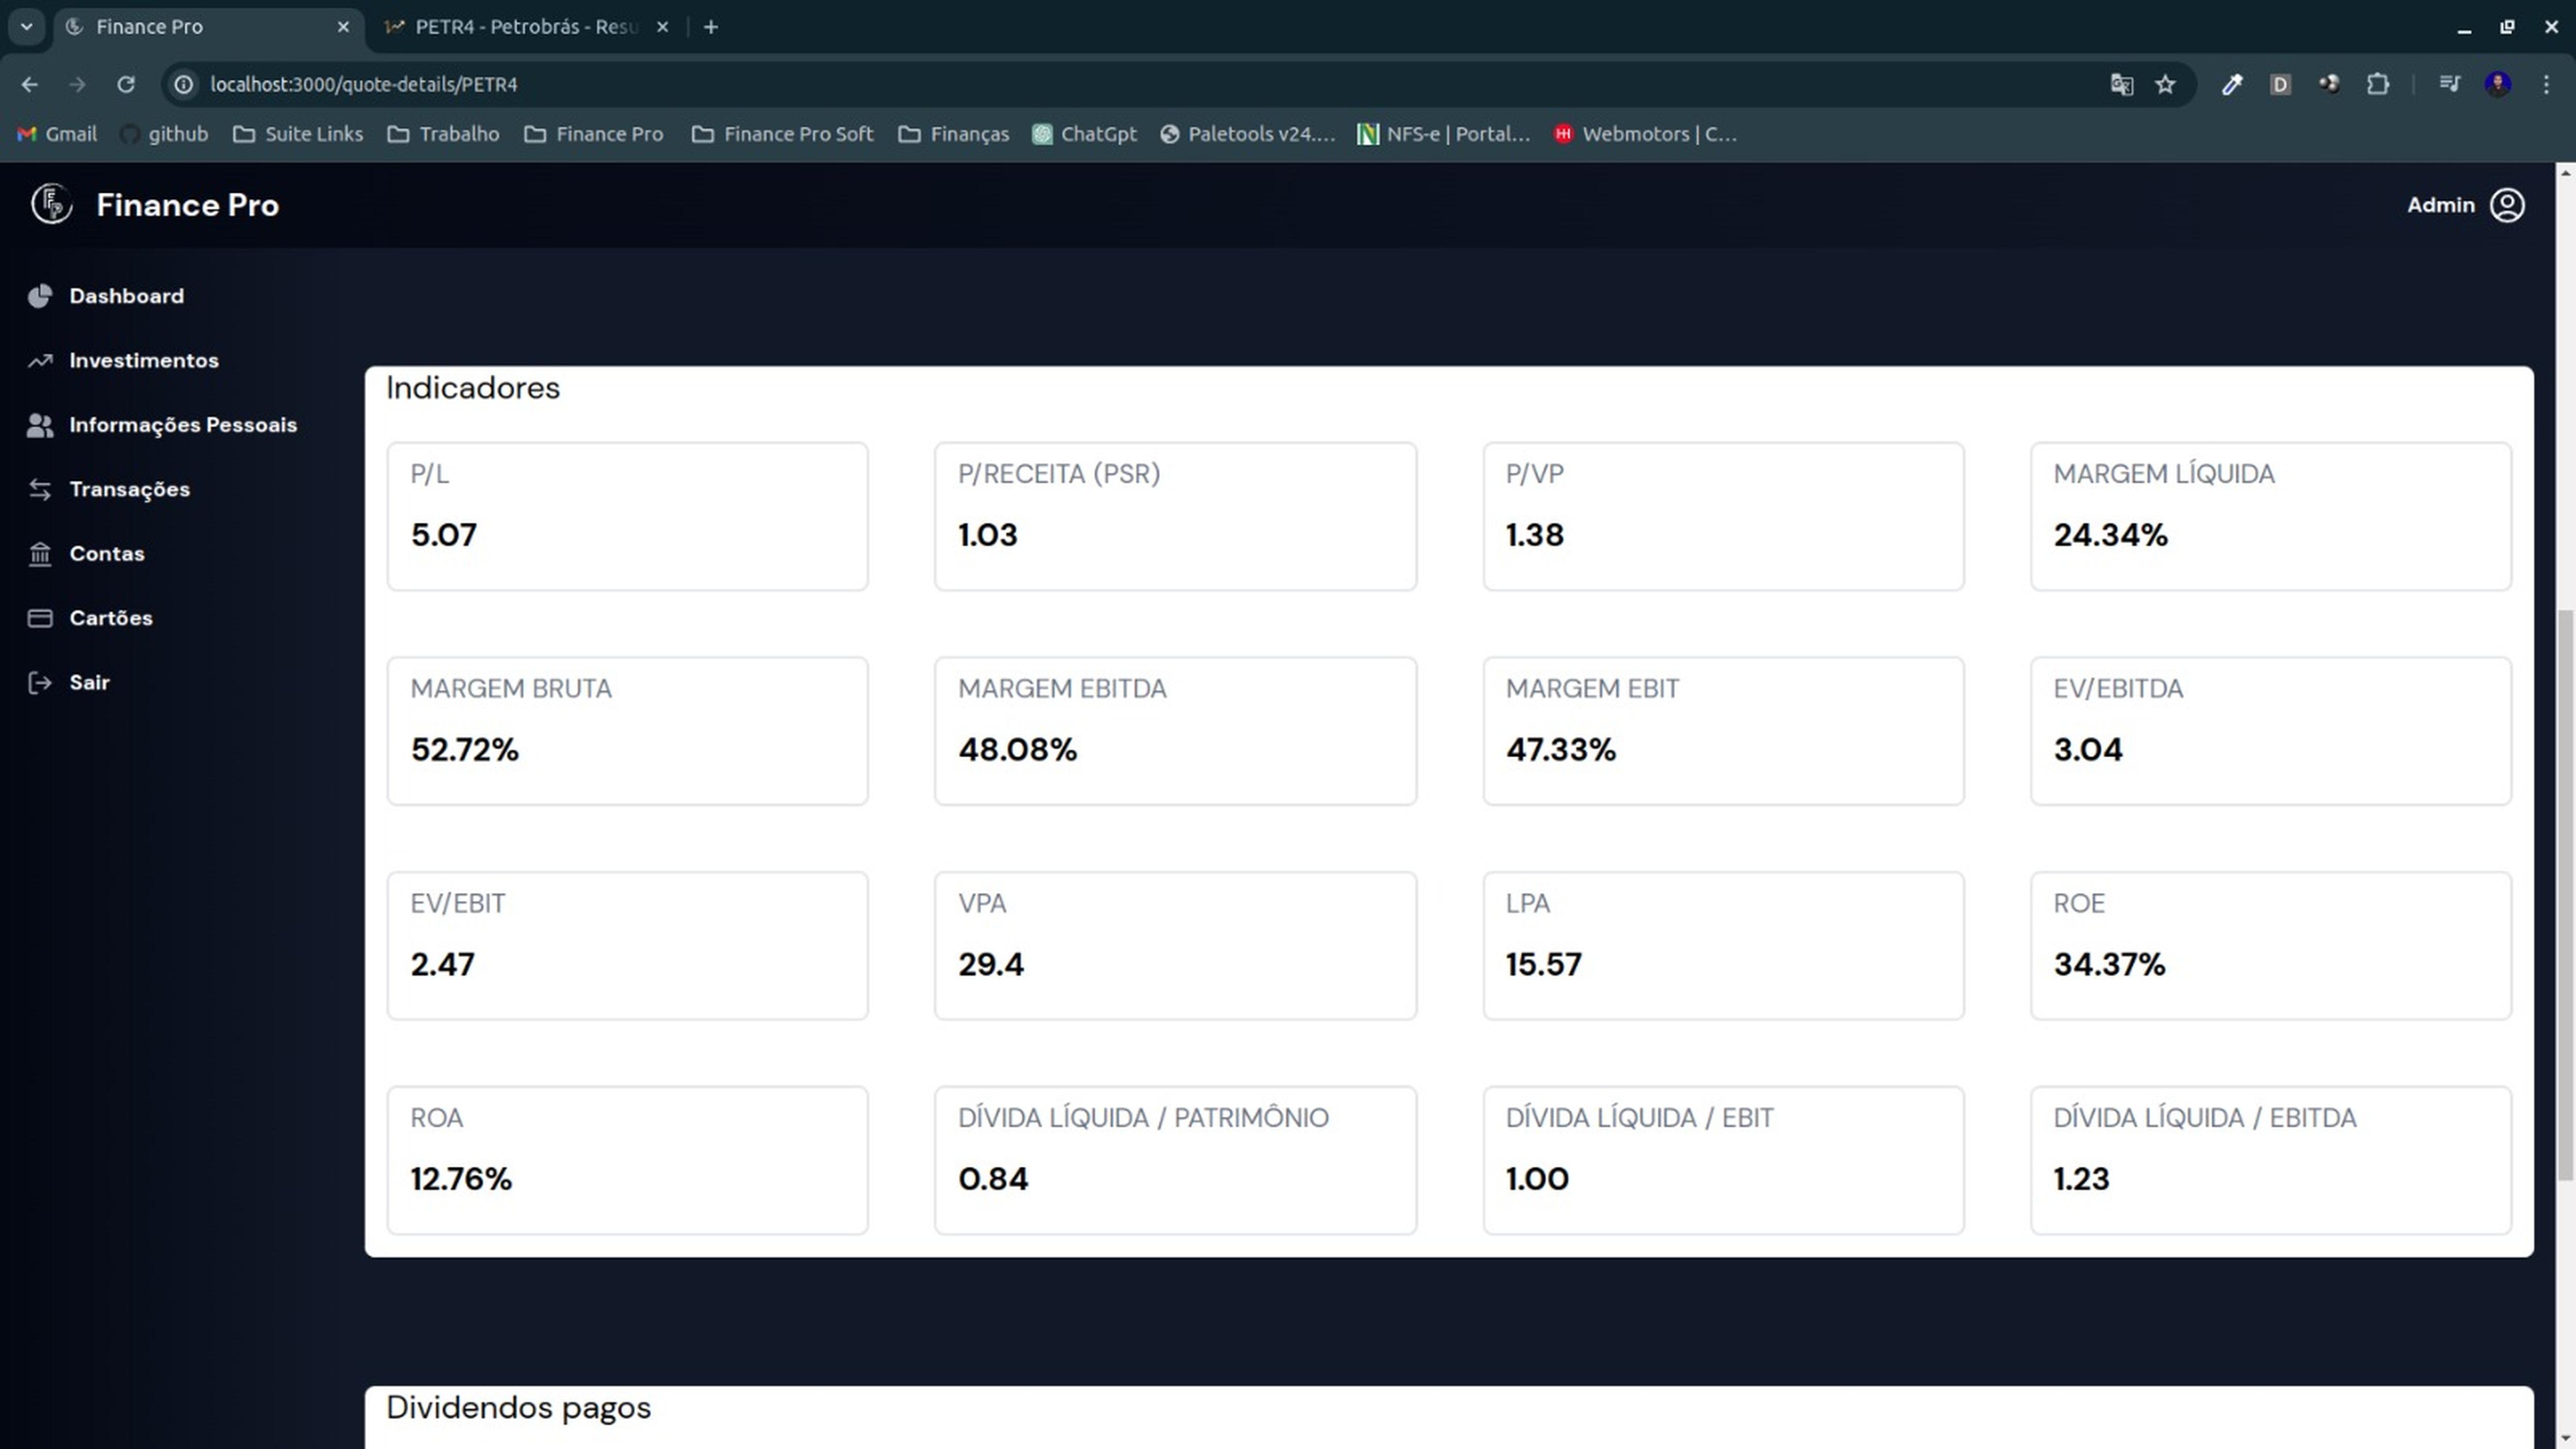 Finance Pro
PETR4 - Petrobrás - Resu
localhost:3000/quote-details/PETR4
Gmail github Suite Links Trabalho Finance Pro Finance Pro Soft Finanças ChatGpt Paletools v24.... NFS-e | Portal... Webmotors | C...
Finance Pro
Admin
Dashboard
Investimentos
Informações Pessoais
Transações
Contas
Cartões
Sair
Indicadores
P/L
5.07
P/RECEITA (PSR)
1.03
P/VP
1.38
MARGEM LÍQUIDA
24.34%
MARGEM BRUTA
52.72%
MARGEM EBITDA
48.08%
MARGEM EBIT
47.33%
EV/EBITDA
3.04
EV/EBIT
2.47
VPA
29.4
LPA
15.57
ROE
34.37%
ROA
12.76%
DÍVIDA LÍQUIDA / PATRIMÔNIO
0.84
DÍVIDA LÍQUIDA / EBIT
1.00
DÍVIDA LÍQUIDA / EBITDA
1.23
Dividendos pagos